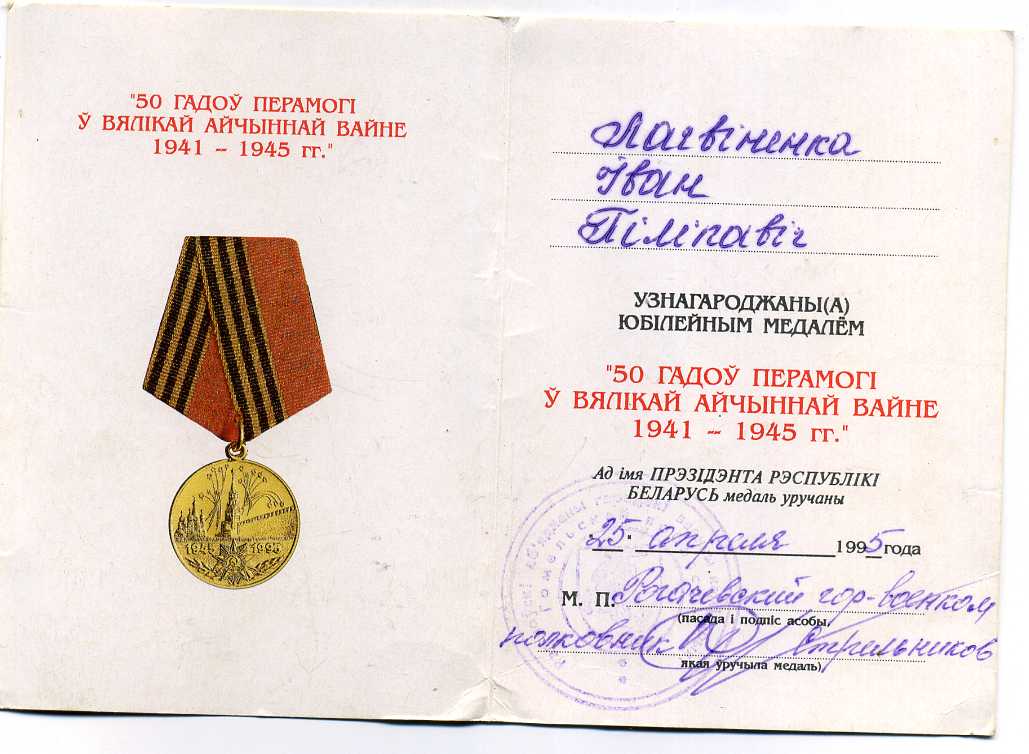 "50 ГАДОЎ ПЕРАМОГІ
Ў ВЯЛІКАЙ АЙЧЫННАЙ ВАЙНЕ
1941 – 1945 гг."
1945 1995
Лагвіненка
Іван
Піліпавіч
УЗНАГАРОДЖАНЫ(А)
ЮБІЛЕЙНЫМ МЕДАЛЁМ
"50 ГАДОЎ ПЕРАМОГІ
Ў ВЯЛІКАЙ АЙЧЫННАЙ ВАЙНЕ
1941 – 1945 гг."
Ад імя ПРЭЗІДЭНТА РЭСПУБЛІКІ
БЕЛАРУСЬ медаль уручаны
25. апреля 1995 года
М. П. Рогачевский гор-военком
(пасада і подпіс асобы,
полковник Стрельников
якая ўручыла медаль)